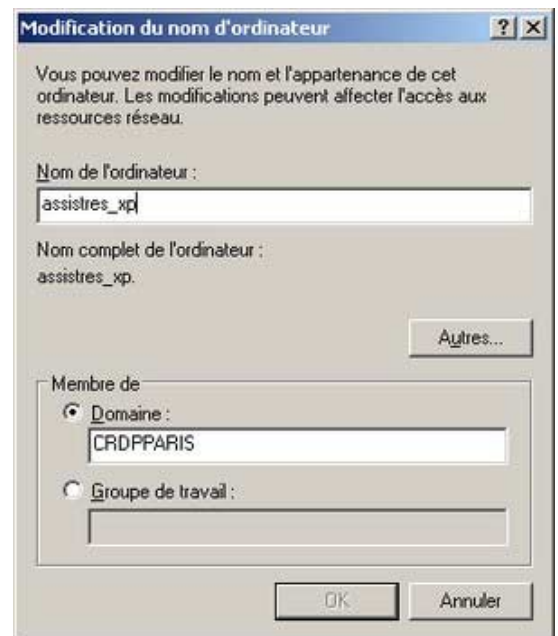 Modification du nom d'ordinateur
Vous pouvez modifier le nom et l'appartenance de cet
ordinateur. Les modifications peuvent affecter l'accès aux
ressources réseau.
Nom de l'ordinateur :
assistres_xp
Nom complet de l'ordinateur :
assistres_xp.
Autres...
Membre de
Domaine :
CRDPPARIS
Groupe de travail :
OK Annuler